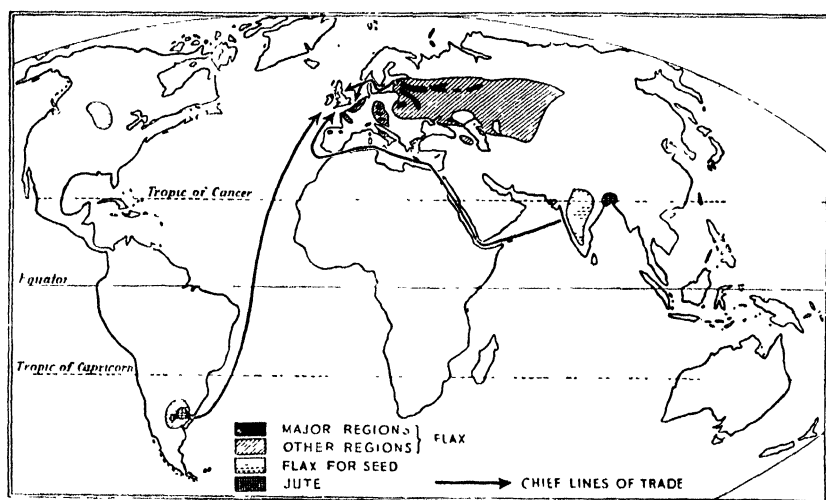 Tropic of Cancer
Equator
Tropic of Capricorn
MAJOR REGIONS
OTHER REGIONS
FLAX
FLAX FOR SEED
JUTE
CHIEF LINES OF TRADE